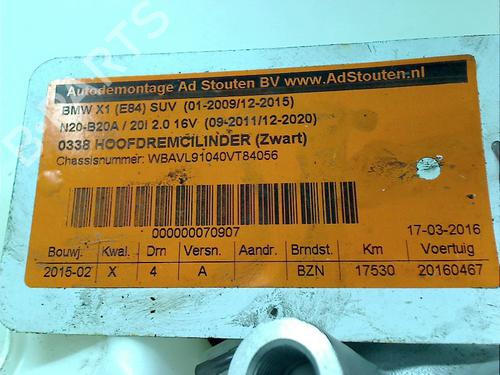 Autodemontage Ad Stouten BV www.AdStouten.nl
BMW X1 (E84) SUV (01-2009/12-2015)
N20-B20A / 20I 2.0 16V (09-2011/12-2020)
0338 HOOFDREMCILINDER (Zwart)
Chassisnummer: WBAVL91040VT84056
000000070907
17-03-2016
Bouwj. Kwal. Drn Versn. Aandr. Brndst. Km Voertuig
2015-02 X 4 A BZN 17530 20160467